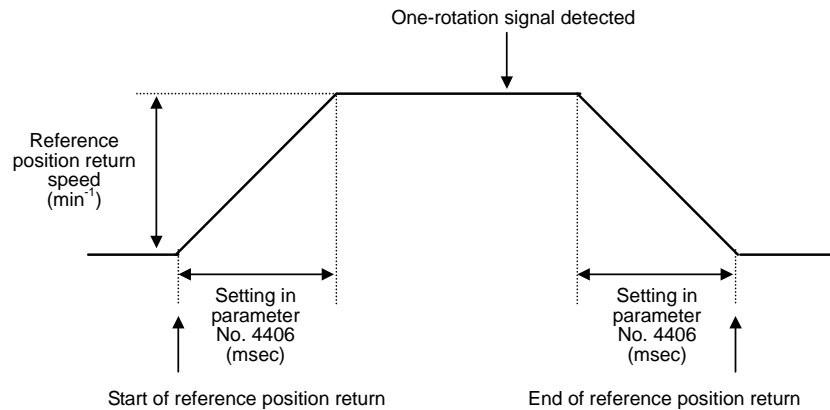 One-rotation signal detected
Reference
position return
speed
(min-1)
Setting in
parameter
No. 4406
(msec)
Setting in
parameter
No. 4406
(msec)
Start of reference position return
End of reference position return